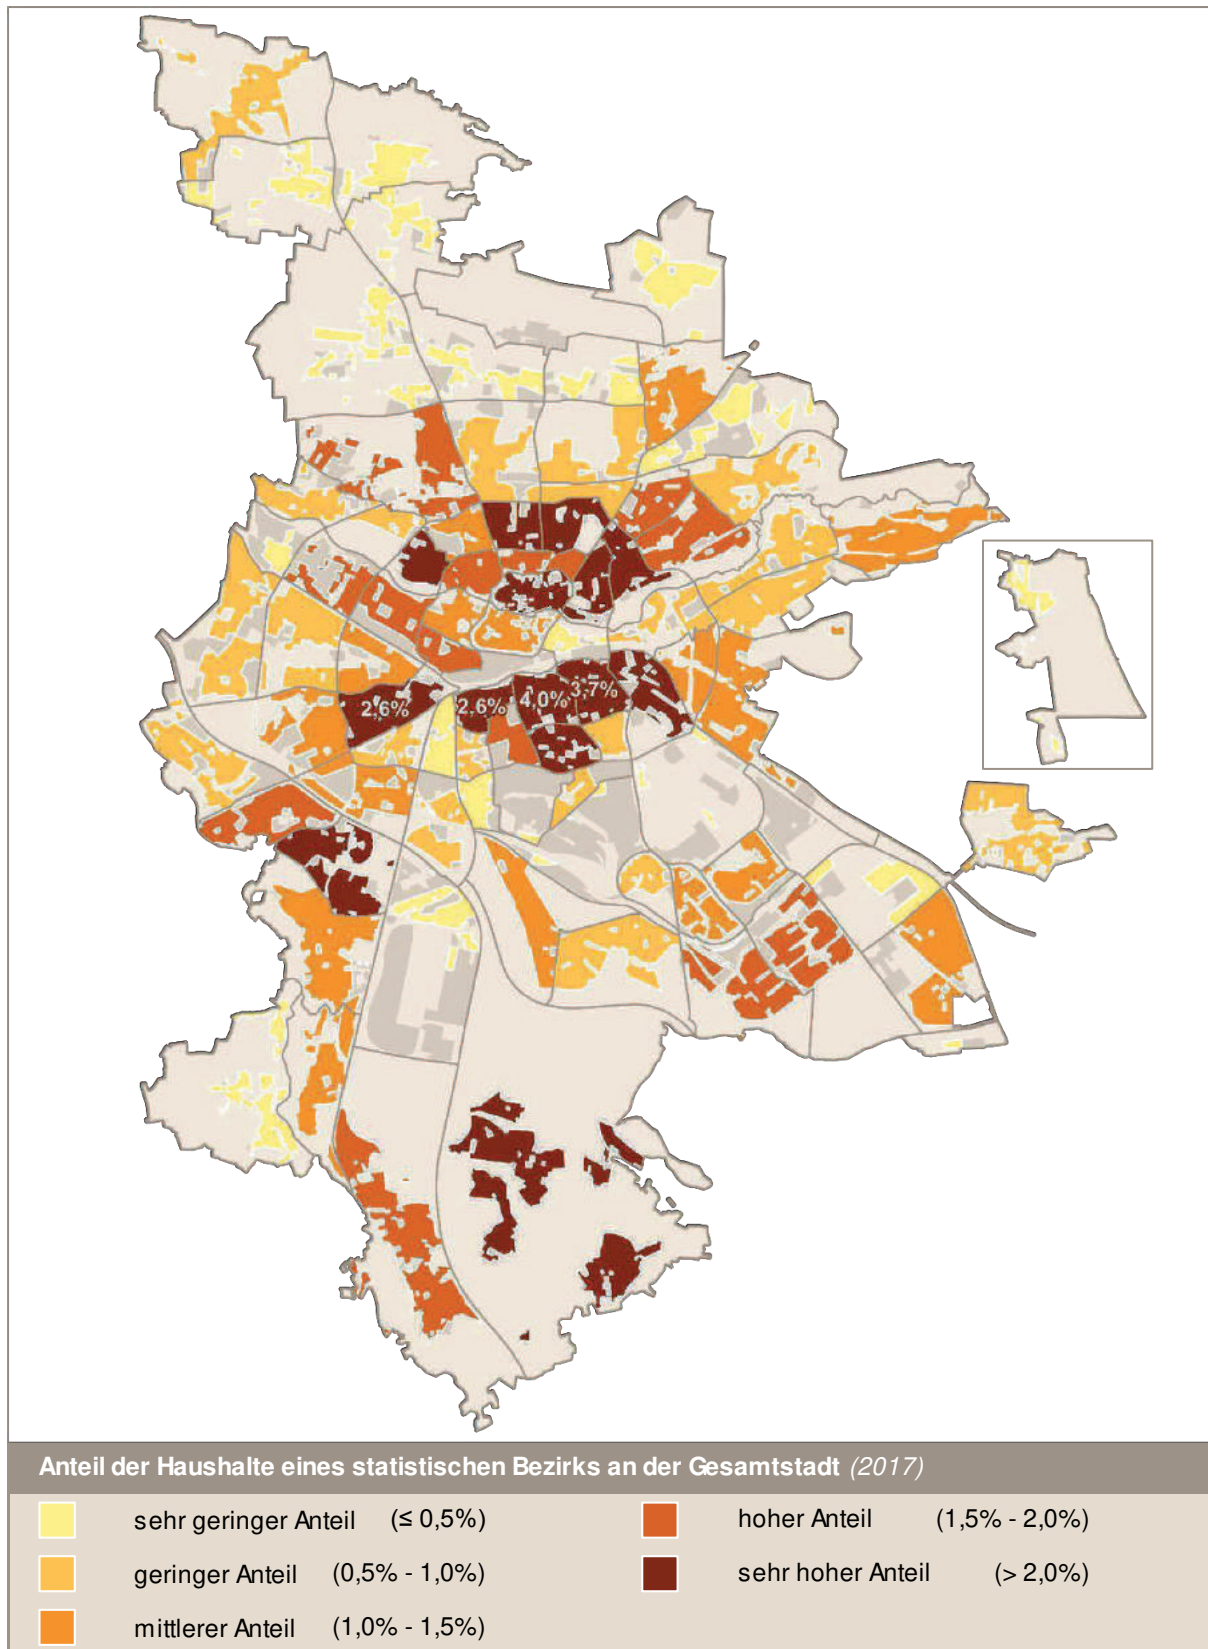 2,6%
2,6%
4,0%
3,7%
Anteil der Haushalte eines statistischen Bezirks an der Gesamtstadt (2017)
sehr geringer Anteil (≤ 0,5%)
geringer Anteil (0,5% - 1,0%)
mittlerer Anteil (1,0% - 1,5%)
hoher Anteil (1,5% - 2,0%)
sehr hoher Anteil (> 2,0%)